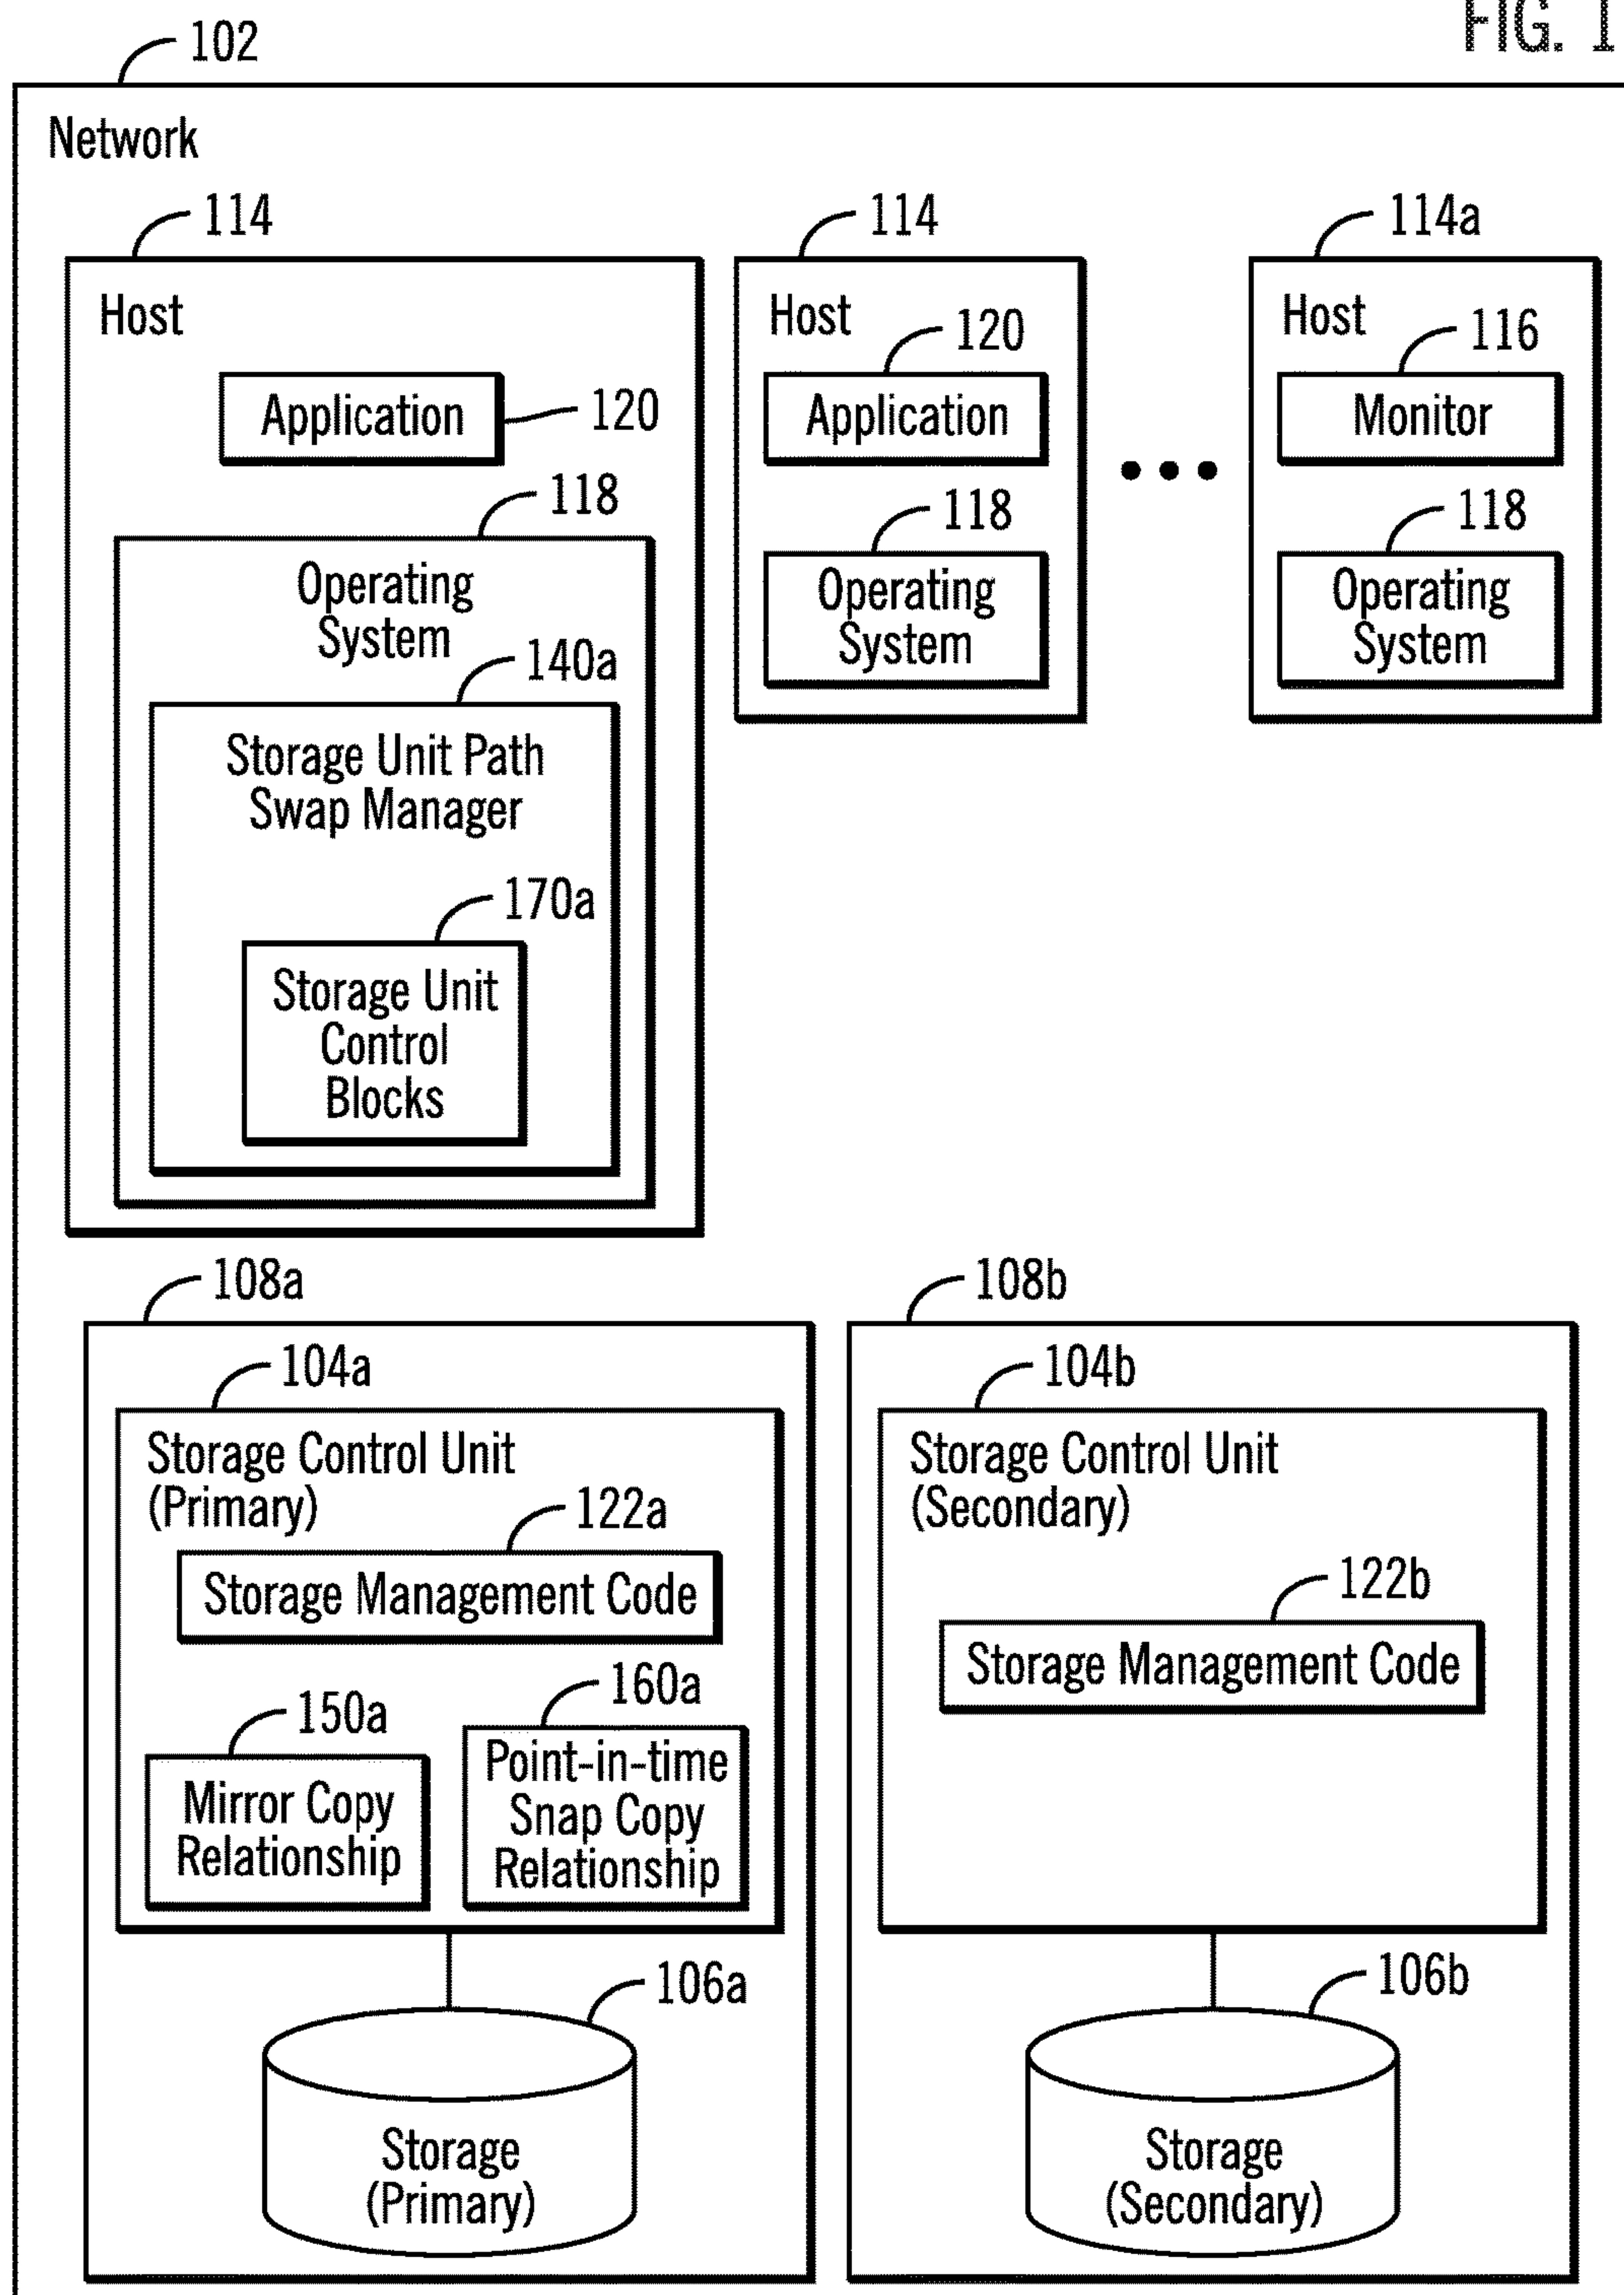 FIG. 1
102
Network
114
Host
Application
120
118
Operating
System
140a
Storage Unit Path
Swap Manager
170a
Storage Unit
Control
Blocks
114
Host
120
Application
118
Operating
System
114a
Host
116
Monitor
118
Operating
System
108a
104a
Storage Control Unit
(Primary)
122a
Storage Management Code
150a
Mirror Copy
Relationship
160a
Point-in-time
Snap Copy
Relationship
106a
Storage
(Primary)
108b
104b
Storage Control Unit
(Secondary)
122b
Storage Management Code
106b
Storage
(Secondary)